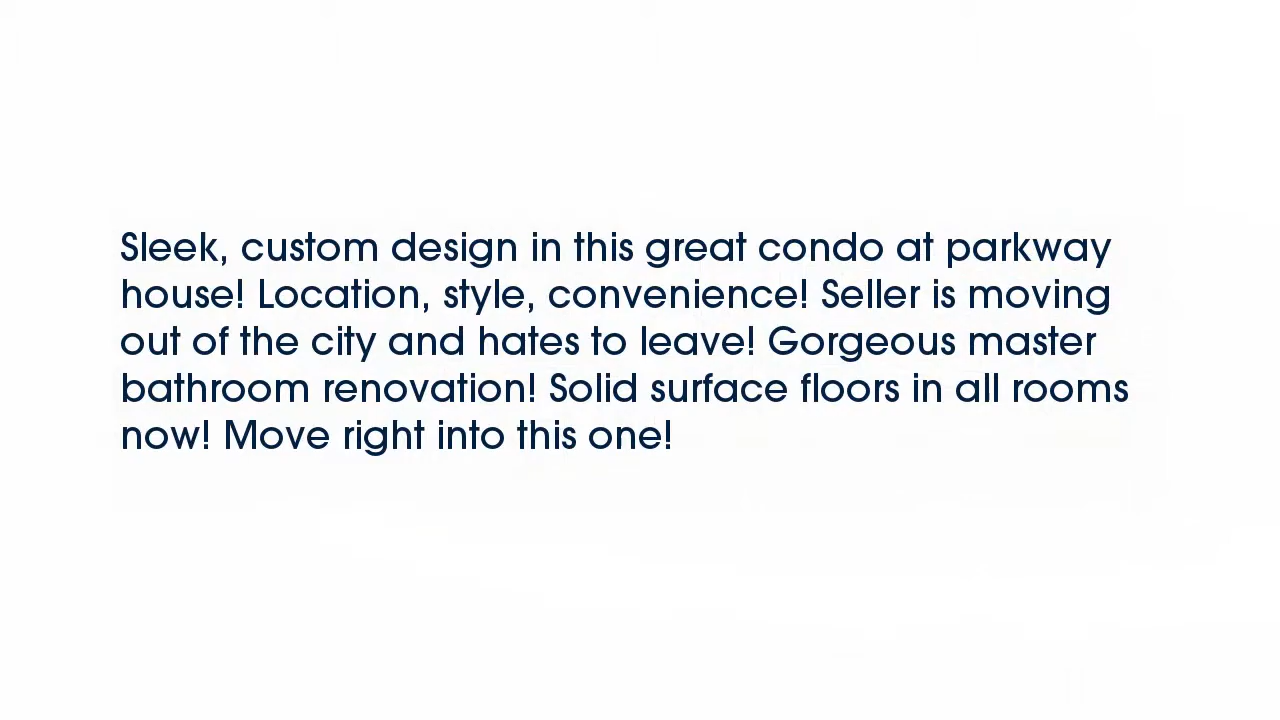 Sleek, custom design in this great condo at parkway
house! Location, style, convenience! Seller is moving
out of the city and hates to leave! Gorgeous master
bathroom renovation! Solid surface floors in all rooms
now! Move right into this one!